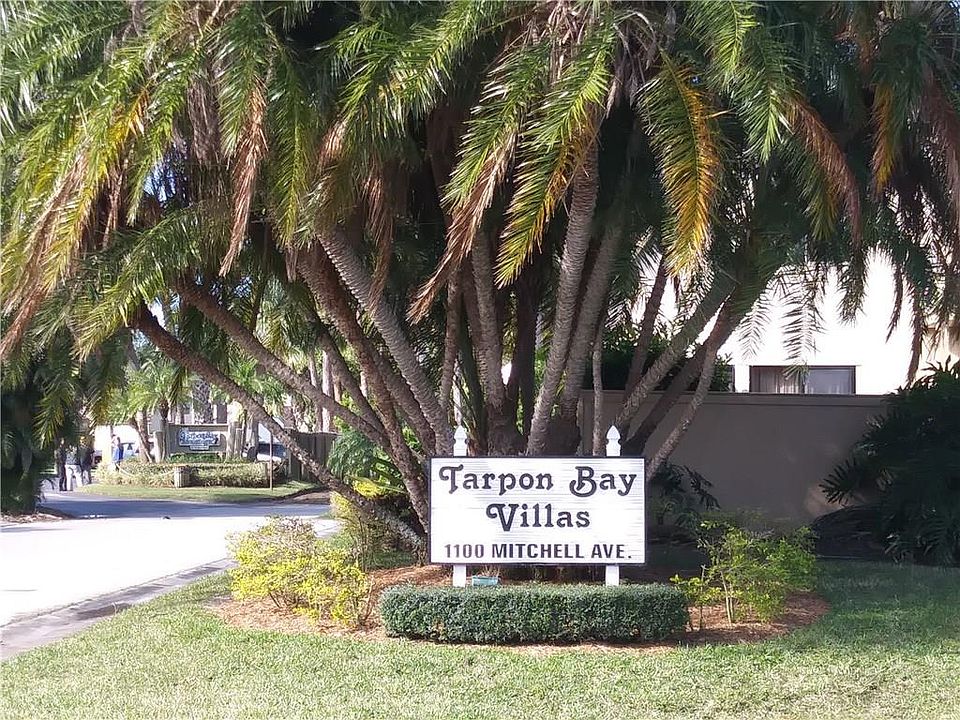 Tarpon Bay
Villas
1100 MITCHELL AVE.